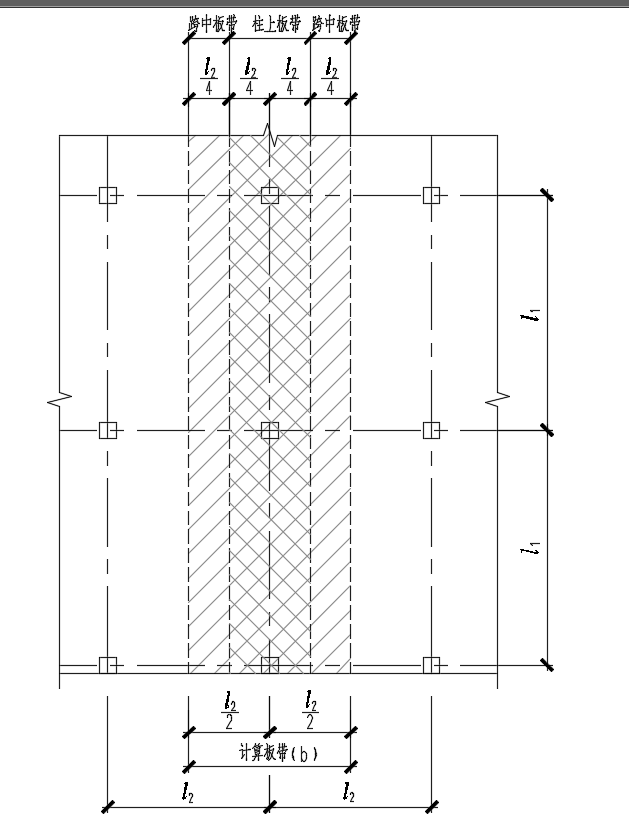 跨中板带 柱上板带 跨中板带
l₂/4 l₂/4 l₂/4 l₂/4
l₁
l₁
l₂/2 l₂/2
计算板带(b)
l₂ l₂